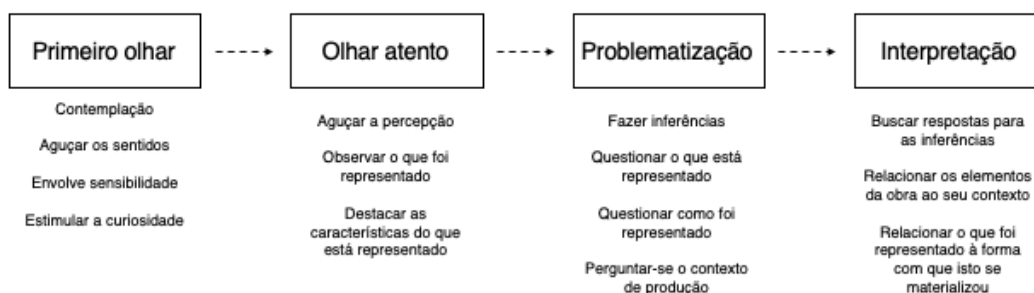 Primeiro olhar
Contemplação
Aguçar os sentidos
Envolve sensibilidade
Estimular a curiosidade
Olhar atento
Aguçar a percepção
Observar o que foi
representado
Destacar as
características do que
está representado
Problematização
Fazer inferências
Questionar o que está
representado
Questionar como foi
representado
Perguntar-se o contexto
de produção
Interpretação
Buscar respostas para
as inferências
Relacionar os elementos
da obra ao seu contexto
Relacionar o que foi
representado à forma
com que isto se
materializou